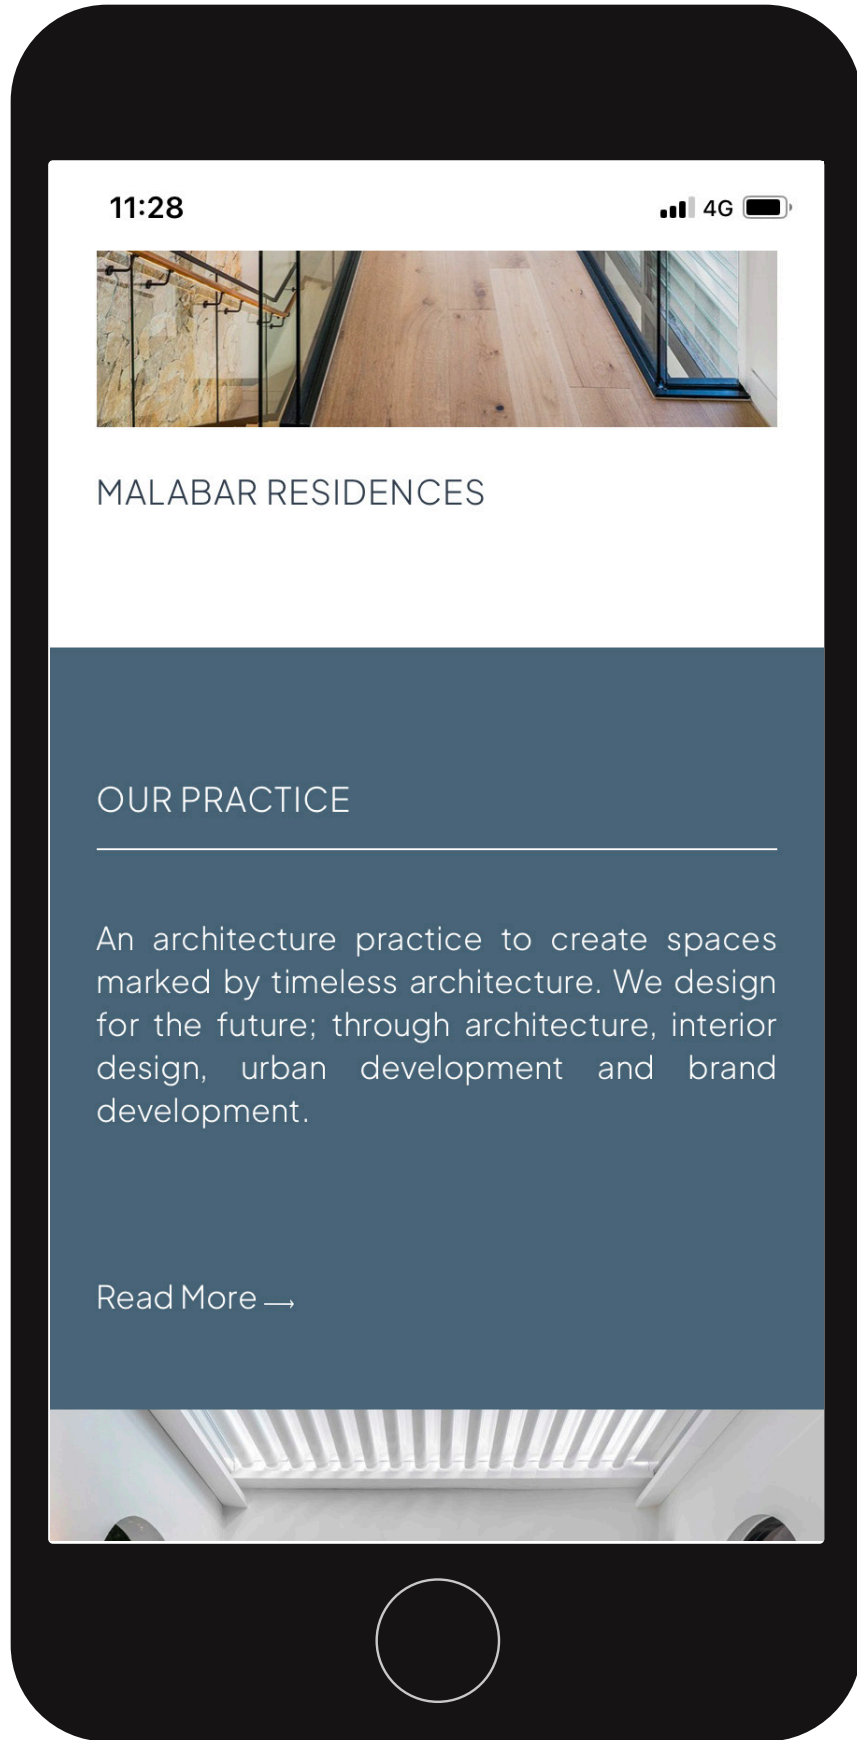 11:28
4G
MALABAR RESIDENCES
OUR PRACTICE
An architecture practice to create spaces
marked by timeless architecture. We design
for the future; through architecture, interior
design, urban development and brand
development.
Read More →